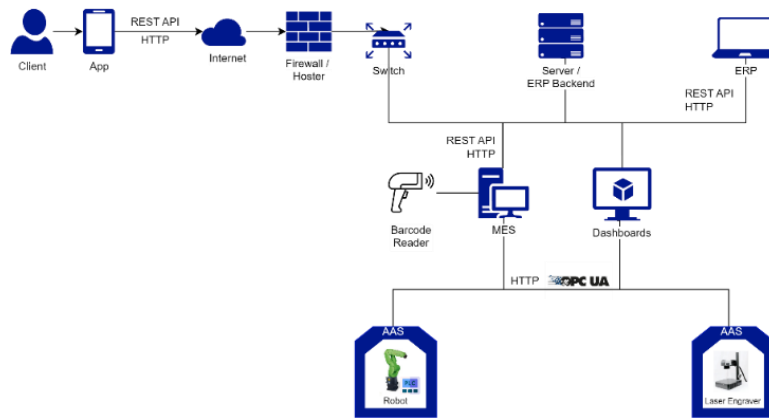 REST API
HTTP
Client
App
Internet
Firewall /
Hoster
Switch
Server /
ERP Backend
ERP
REST API
HTTP
REST API
HTTP
Barcode
Reader
MES
Dashboards
HTTP
OPC UA
AAS
Robot
AAS
Laser Engraver